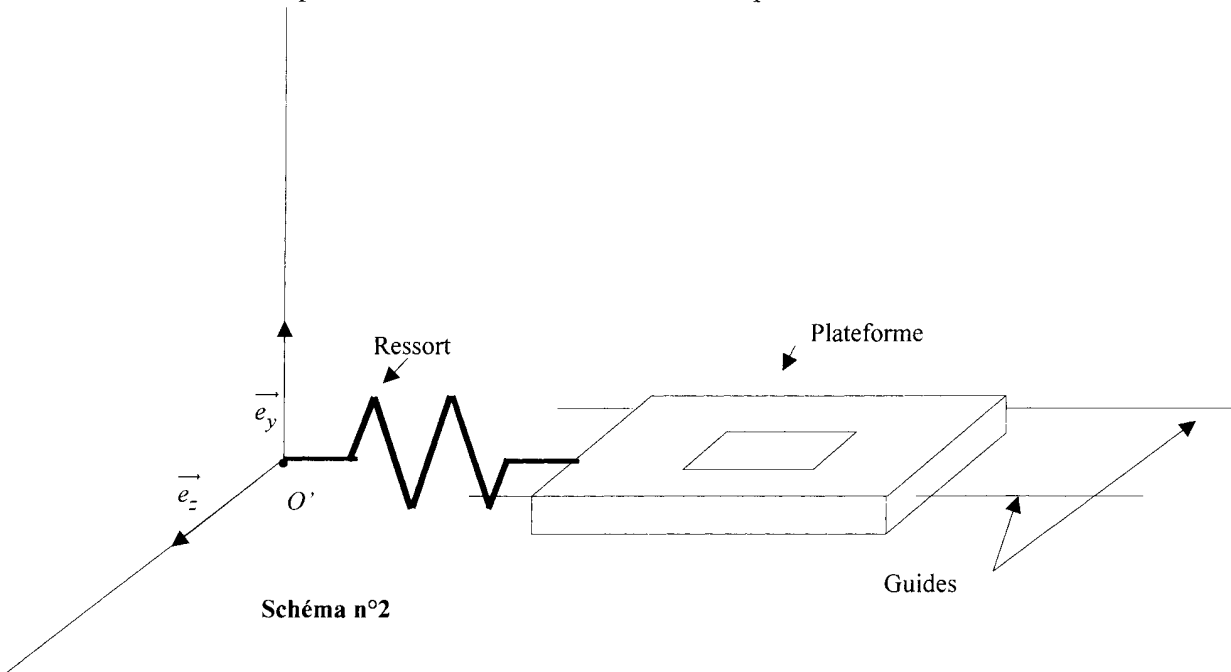 Ressort
Plateforme
e_y
e_z
O'
Guides
Schéma n°2